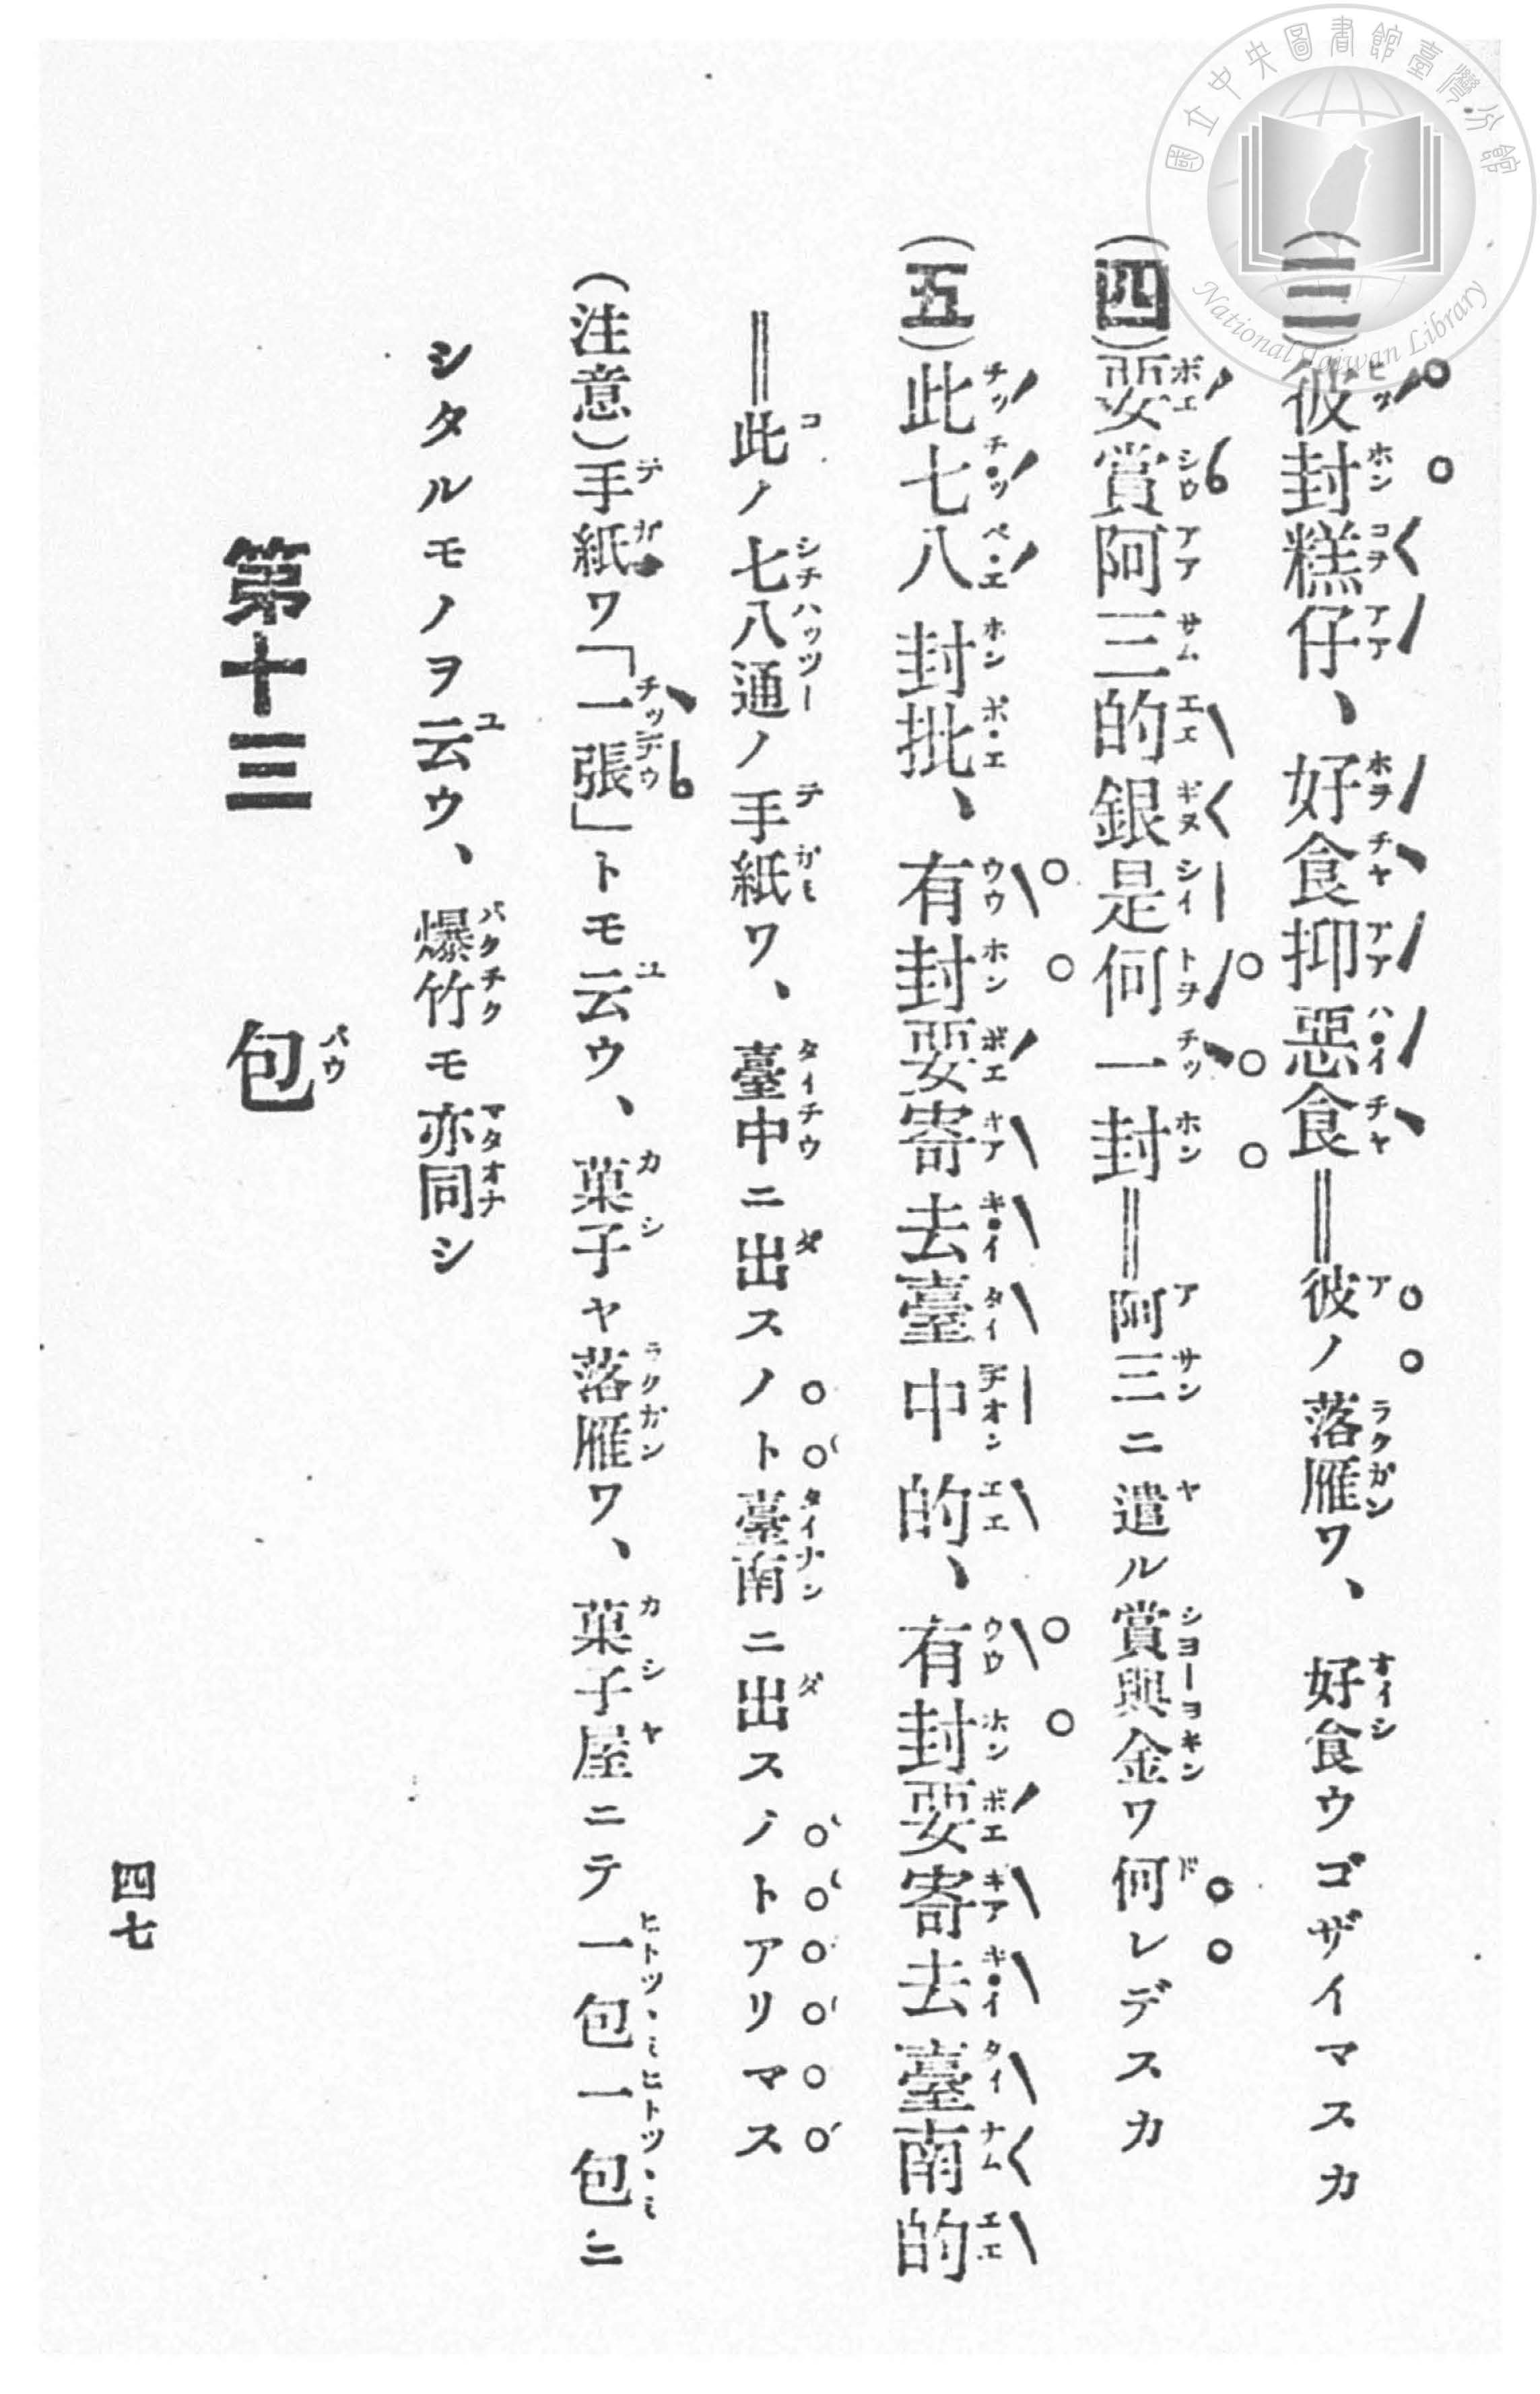 (三)彼封糕仔、好食抑惡食=彼ノ落雁ワ、好食ウゴザイマスカ
(四)要賞阿三的銀是何一封=阿三ニ遣ル賞與金ワ何レデスカ
(五)此七八封批、有封要寄去臺中的、有封要寄去臺南的
=此ノ七八通ノ手紙ワ、臺中ニ出スノト臺南ニ出スノトアリマス
(注意)手紙ワ「一張」トモ云ウ、菓子ヤ落雁ワ、菓子屋ニテ一包一包ニ
シタルモノヲ云ウ、爆竹モ亦同シ
第十三 包
四七
國立中央圖書館臺灣分館
National Taiwan Library